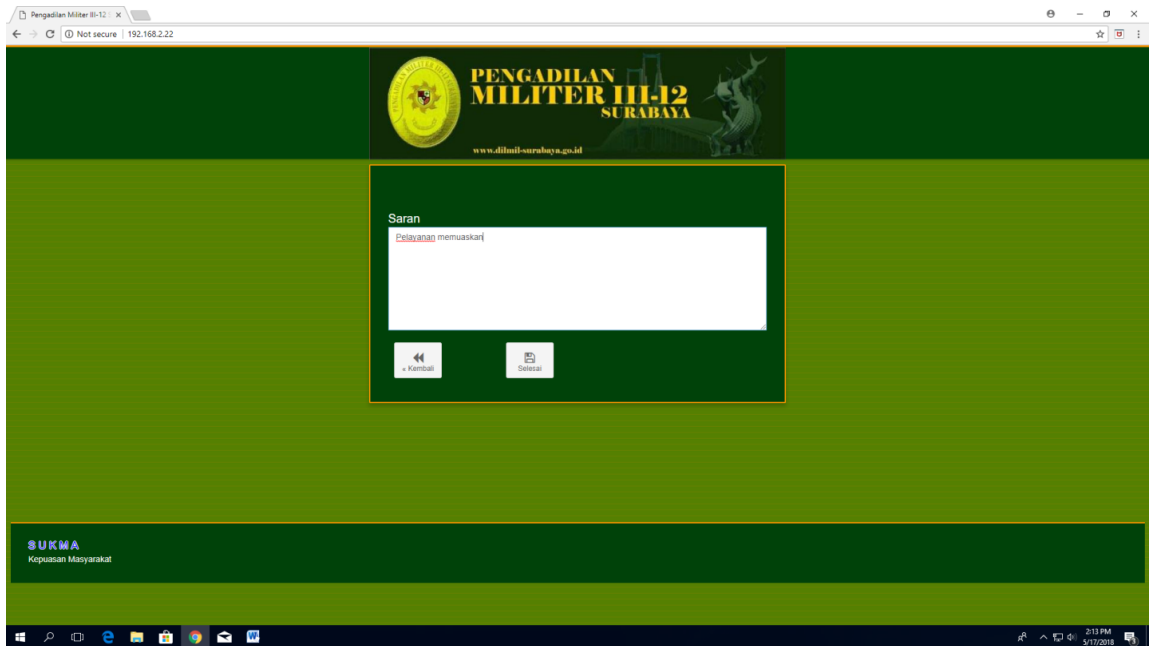 Pengadilan Militer III-12
Not secure | 192.168.2.22
PENGADILAN
MILITER III-12
SURABAYA
www.dilmil-surabaya.go.id
Saran
Pelayanan memuaskan
« Kembali
Selesai
SUKMA
Kepuasan Masyarakat
2:13 PM
5/17/2018